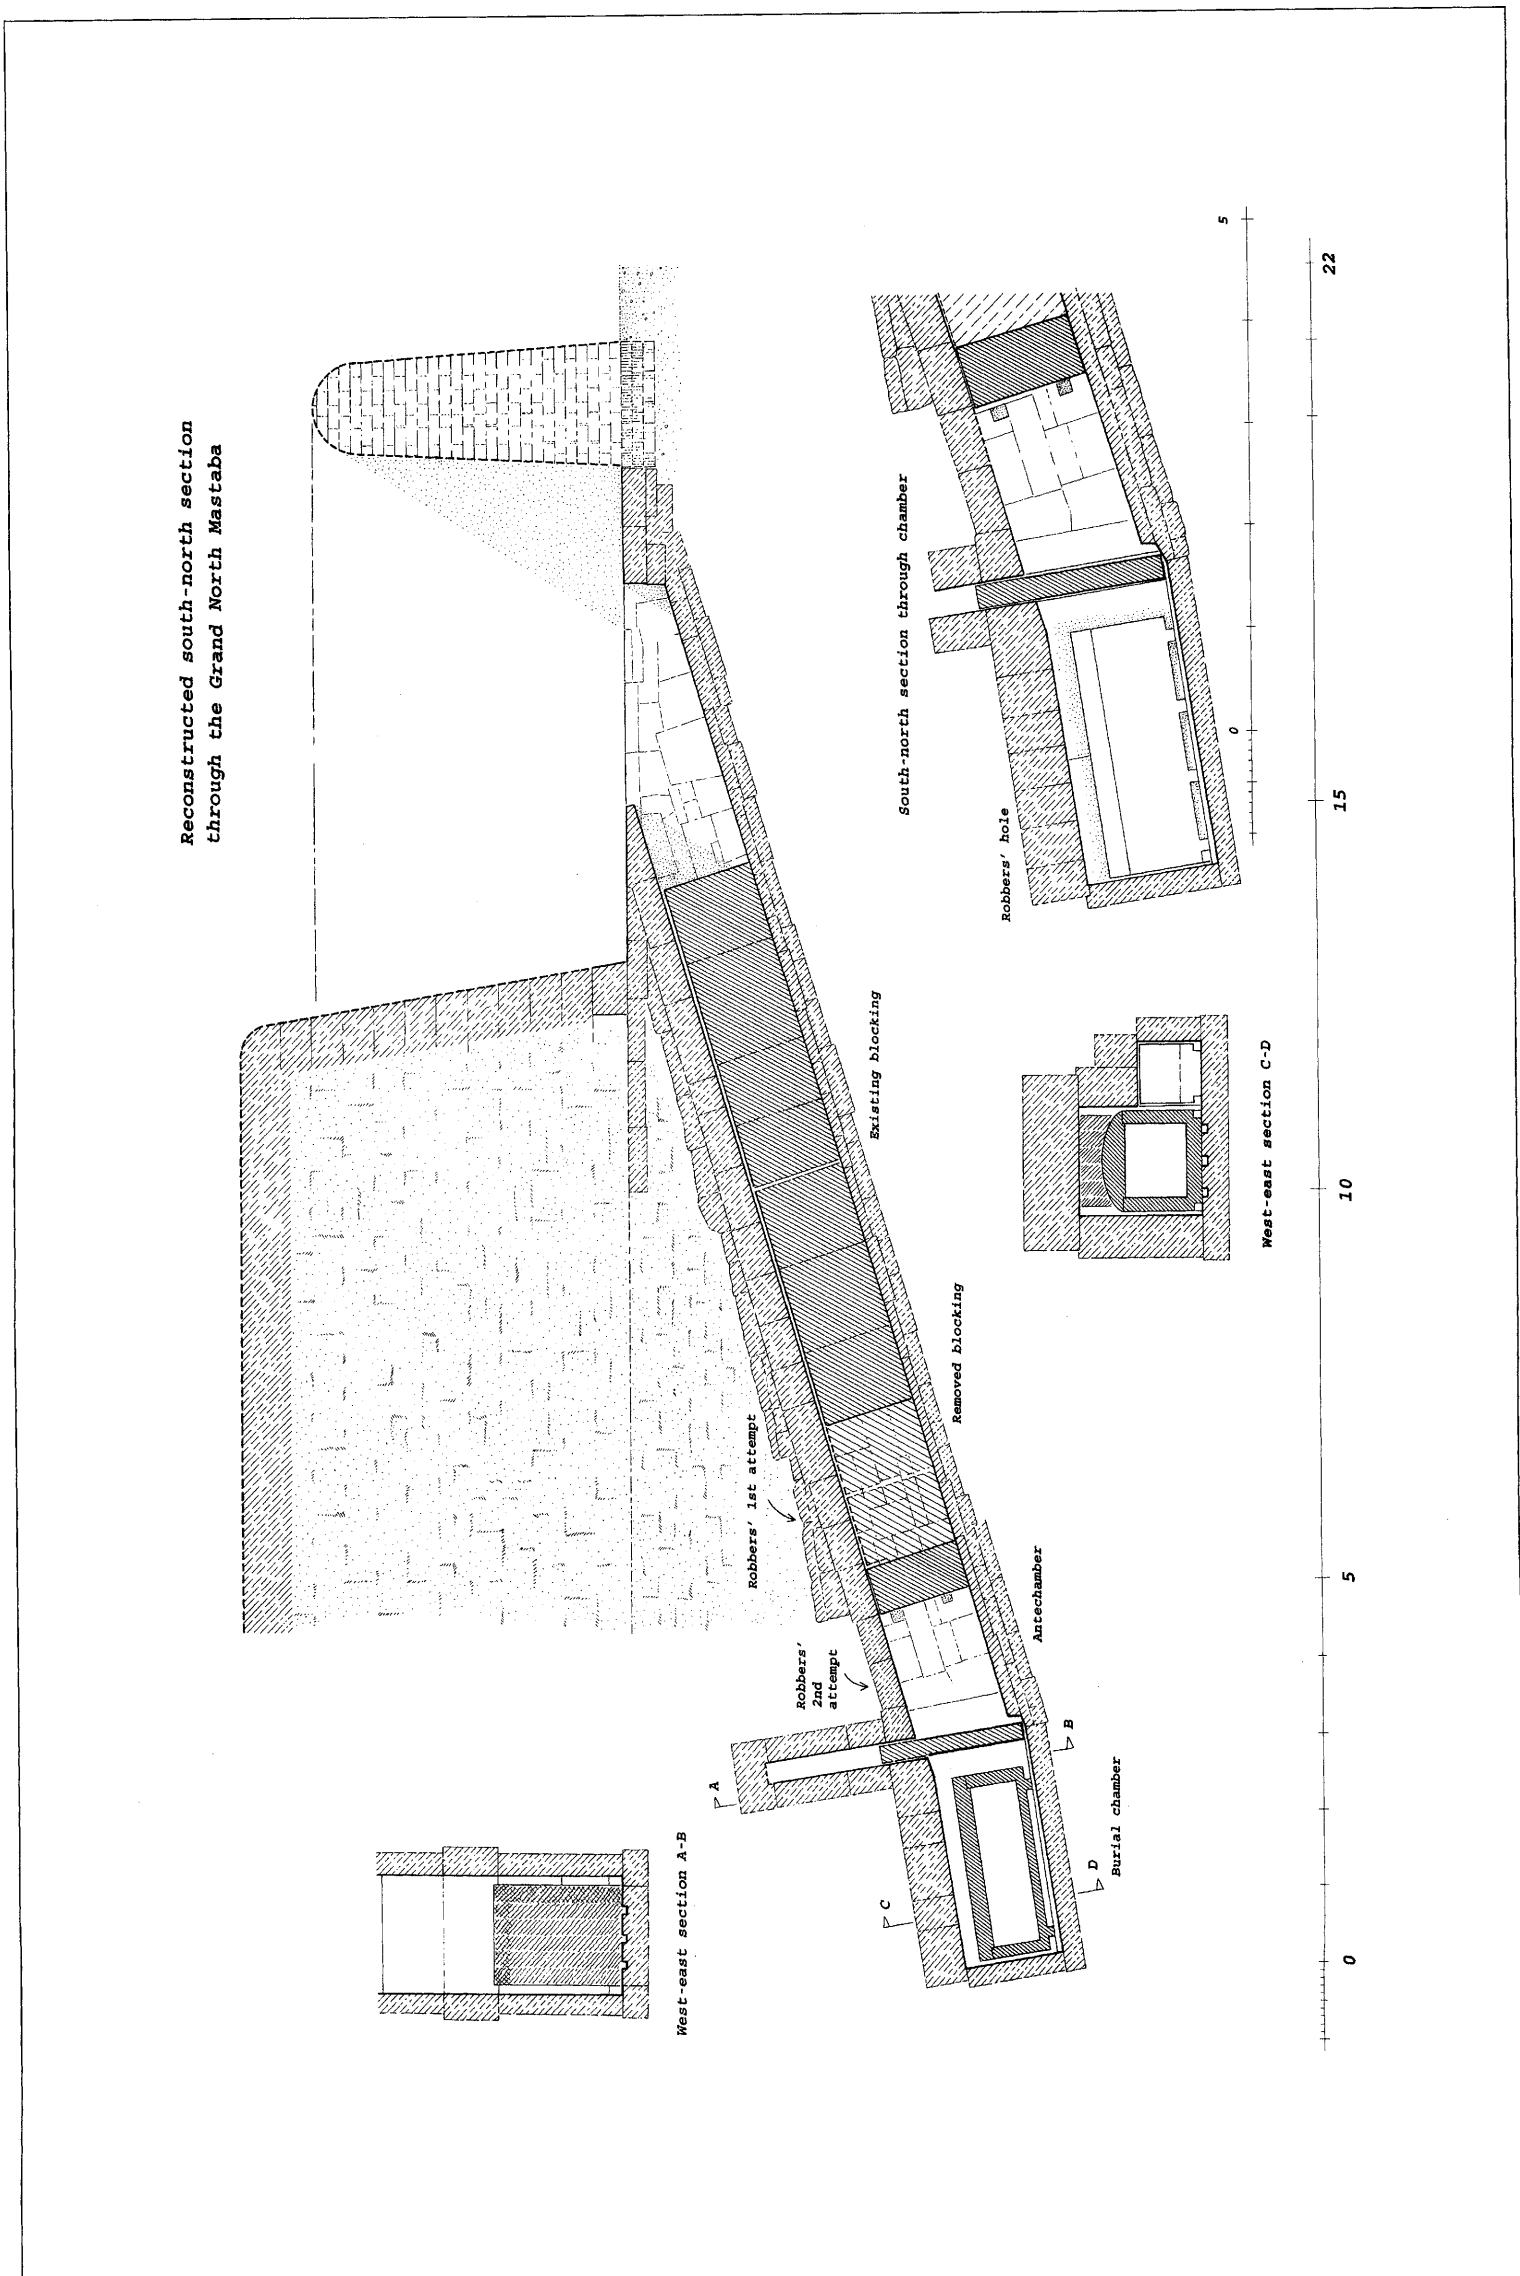 Reconstructed south-north section
through the Grand North Mastaba
Robbers' 1st attempt
Robbers'
2nd
attempt
Existing blocking
Removed blocking
Antechamber
Burial chamber
A
B
C
D
West-east section A-B
South-north section through chamber
Robbers' hole
West-east section C-D
0
5
0
5
10
15
22